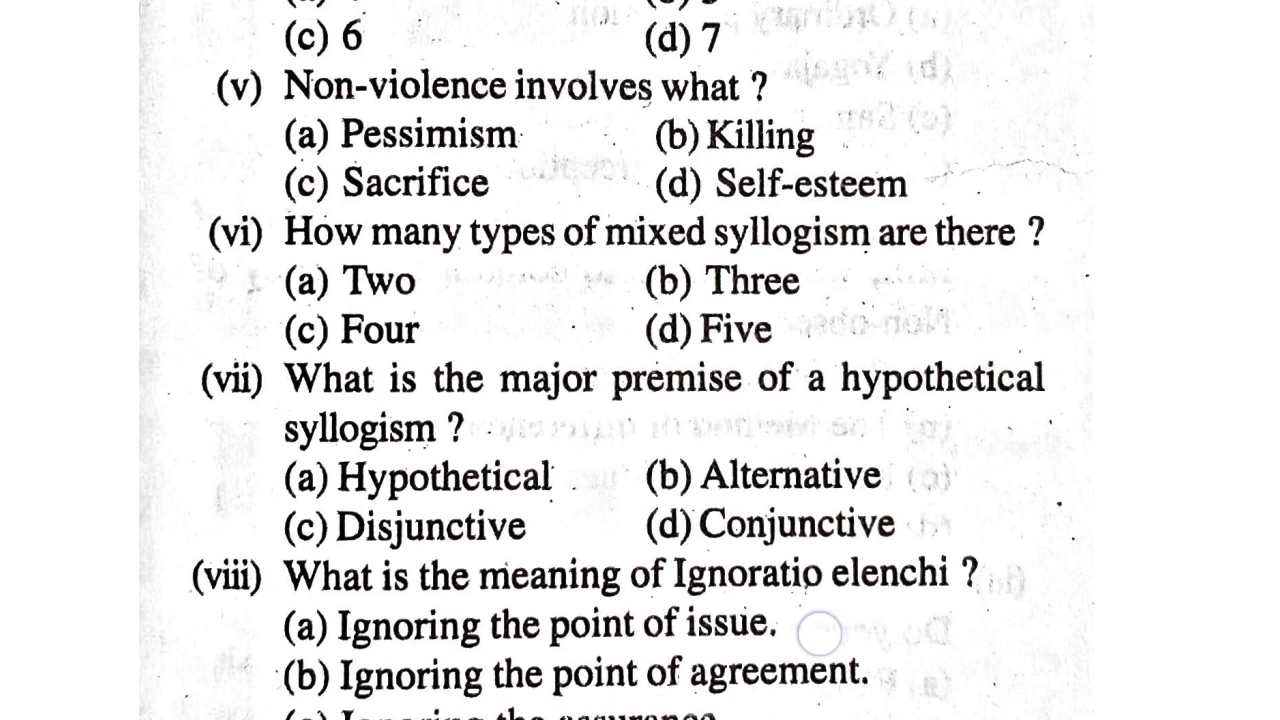 (c) 6 (d) 7
(v) Non-violence involves what ?
(a) Pessimism (b) Killing
(c) Sacrifice (d) Self-esteem
(vi) How many types of mixed syllogism are there ?
(a) Two (b) Three
(c) Four (d) Five
(vii) What is the major premise of a hypothetical
syllogism ?
(a) Hypothetical (b) Alternative
(c) Disjunctive (d) Conjunctive
(viii) What is the meaning of Ignoratio elenchi ?
(a) Ignoring the point of issue.
(b) Ignoring the point of agreement.